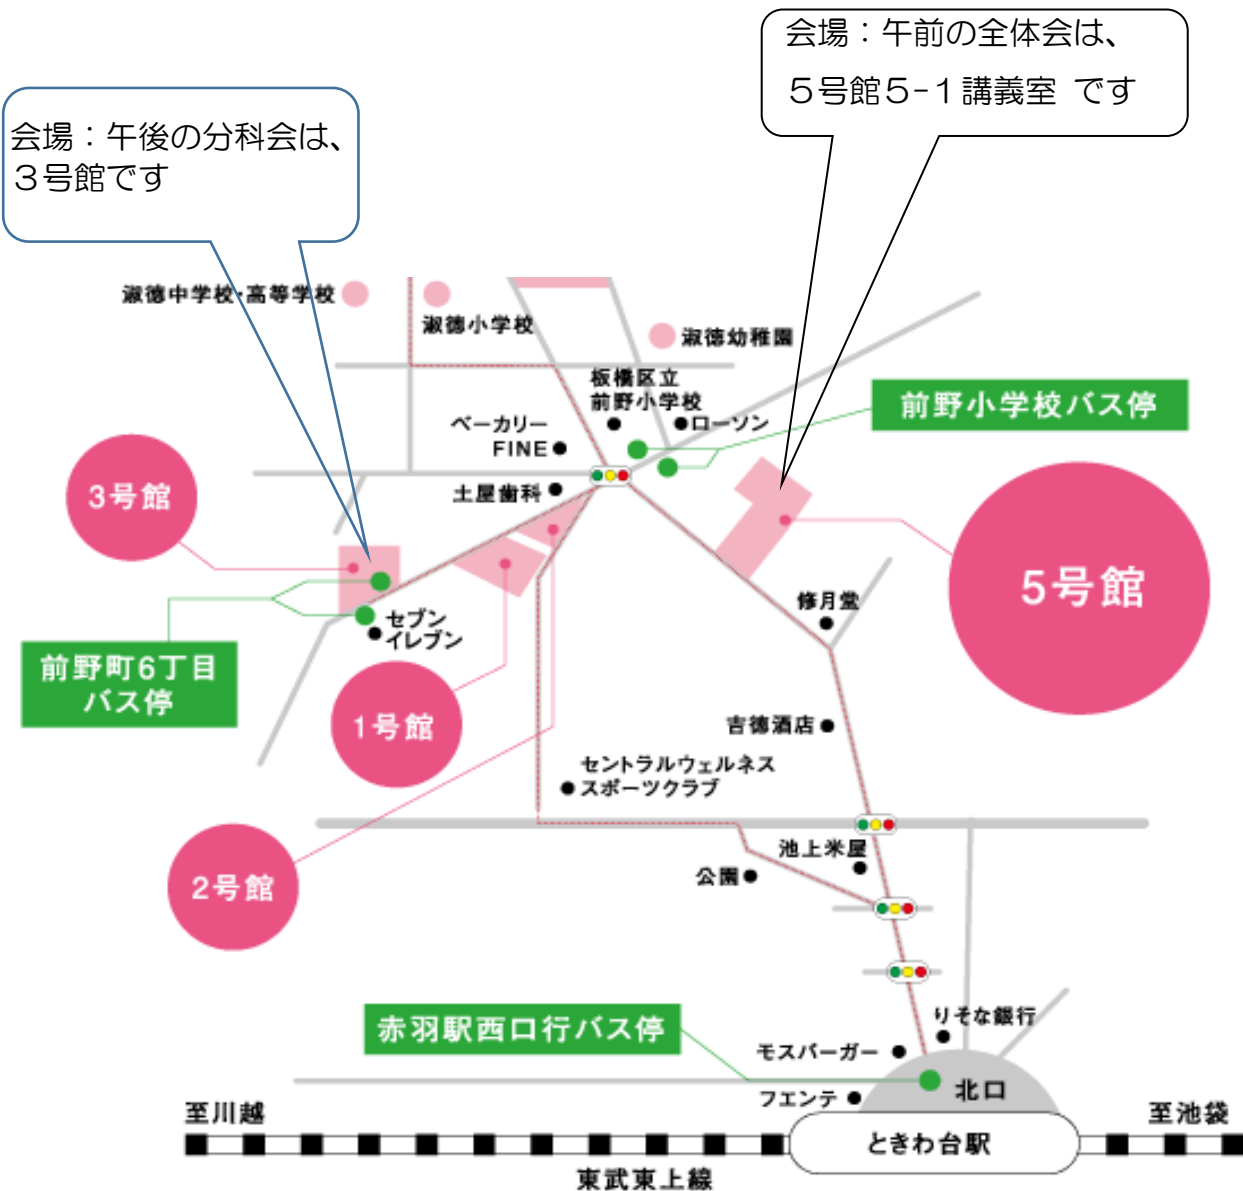 会場：午前の全体会は、
５号館５-１講義室 です
会場：午後の分科会は、
３号館です
淑徳中学校・高等学校
淑徳小学校
淑徳幼稚園
板橋区立
前野小学校
ローソン
前野小学校バス停
ベーカリー
FINE
土屋歯科
3号館
5号館
修月堂
セブン
イレブン
前野町6丁目
バス停
1号館
吉徳酒店
セントラルウェルネス
スポーツクラブ
池上米屋
公園
2号館
赤羽駅西口行バス停
りそな銀行
モスバーガー
フエンテ
北口
至川越
至池袋
ときわ台駅
東武東上線